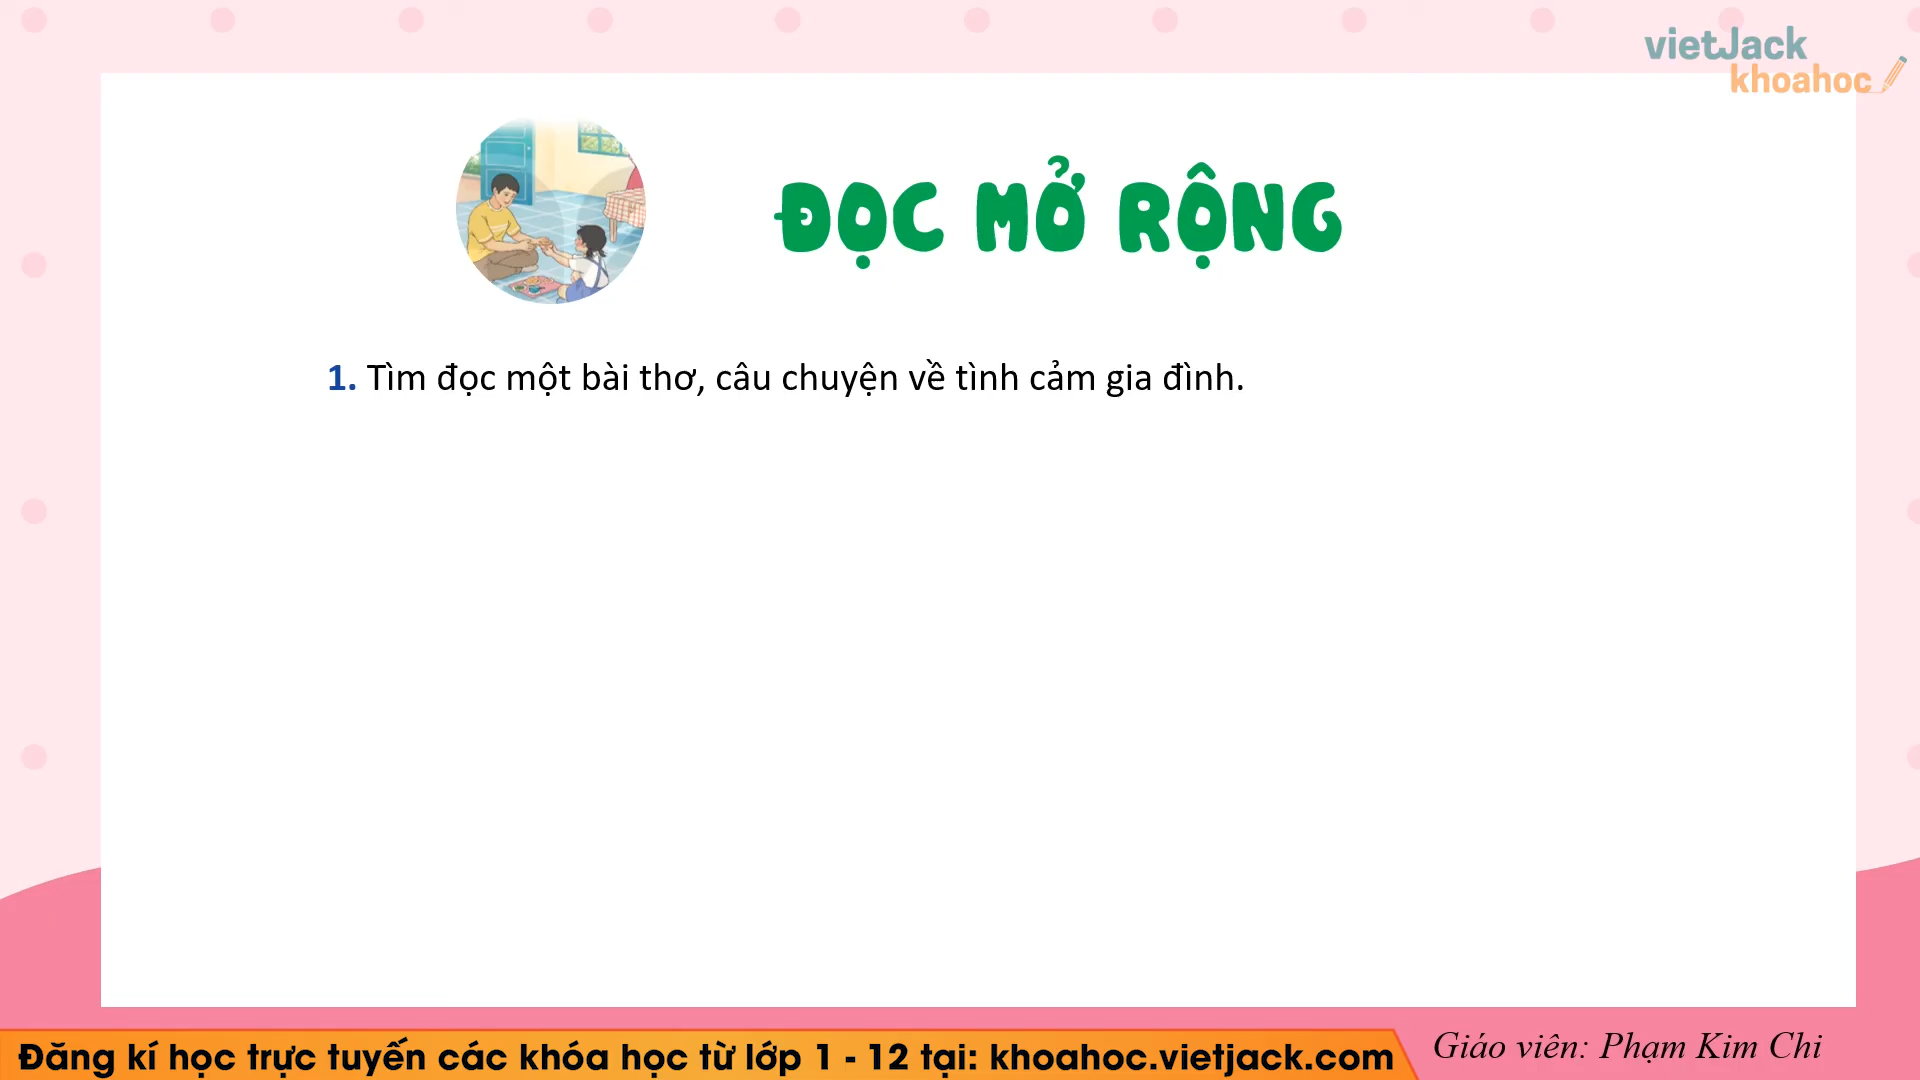 vietJack
khoahoc
ĐỌC MỞ RỘNG
1. Tìm đọc một bài thơ, câu chuyện về tình cảm gia đình.
Đăng kí học trực tuyến các khóa học từ lớp 1 - 12 tại: khoahoc.vietjack.com
Giáo viên: Phạm Kim Chi